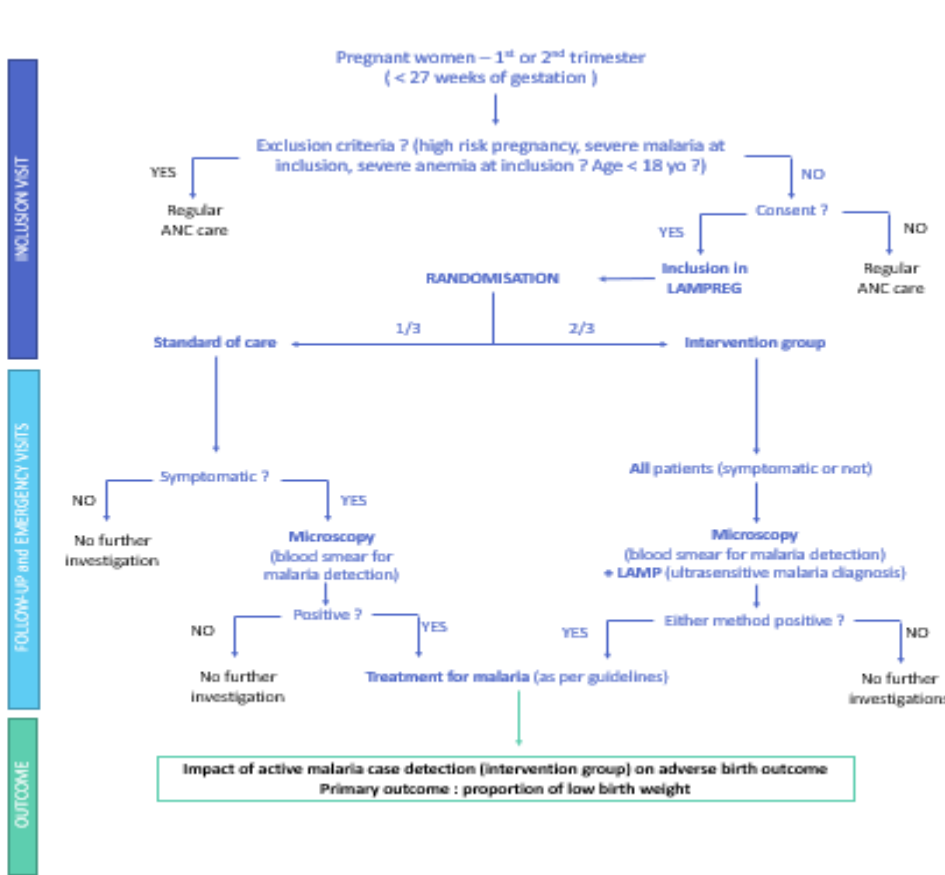 Pregnant women – 1st or 2nd trimester
( < 27 weeks of gestation )
Exclusion criteria ? (high risk pregnancy, severe malaria at
inclusion, severe anemia at inclusion ? Age < 18 yo ?)
YES
NO
Regular
ANC care
Consent ?
YES
NO
Inclusion in
LAMPREG
Regular
ANC care
RANDOMISATION
1/3
2/3
Standard of care
Intervention group
INCLUSION VISIT
Symptomatic ?
NO
YES
No further
investigation
Microscopy
(blood smear for
malaria detection)
Positive ?
NO
YES
No further
investigation
All patients (symptomatic or not)
Microscopy
(blood smear for malaria detection)
+ LAMP (ultrasensitive malaria diagnosis)
Either method positive ?
YES
NO
Treatment for malaria (as per guidelines)
No further
investigations
FOLLOW-UP and EMERGENCY VISITS
Impact of active malaria case detection (intervention group) on adverse birth outcome
Primary outcome : proportion of low birth weight
OUTCOME